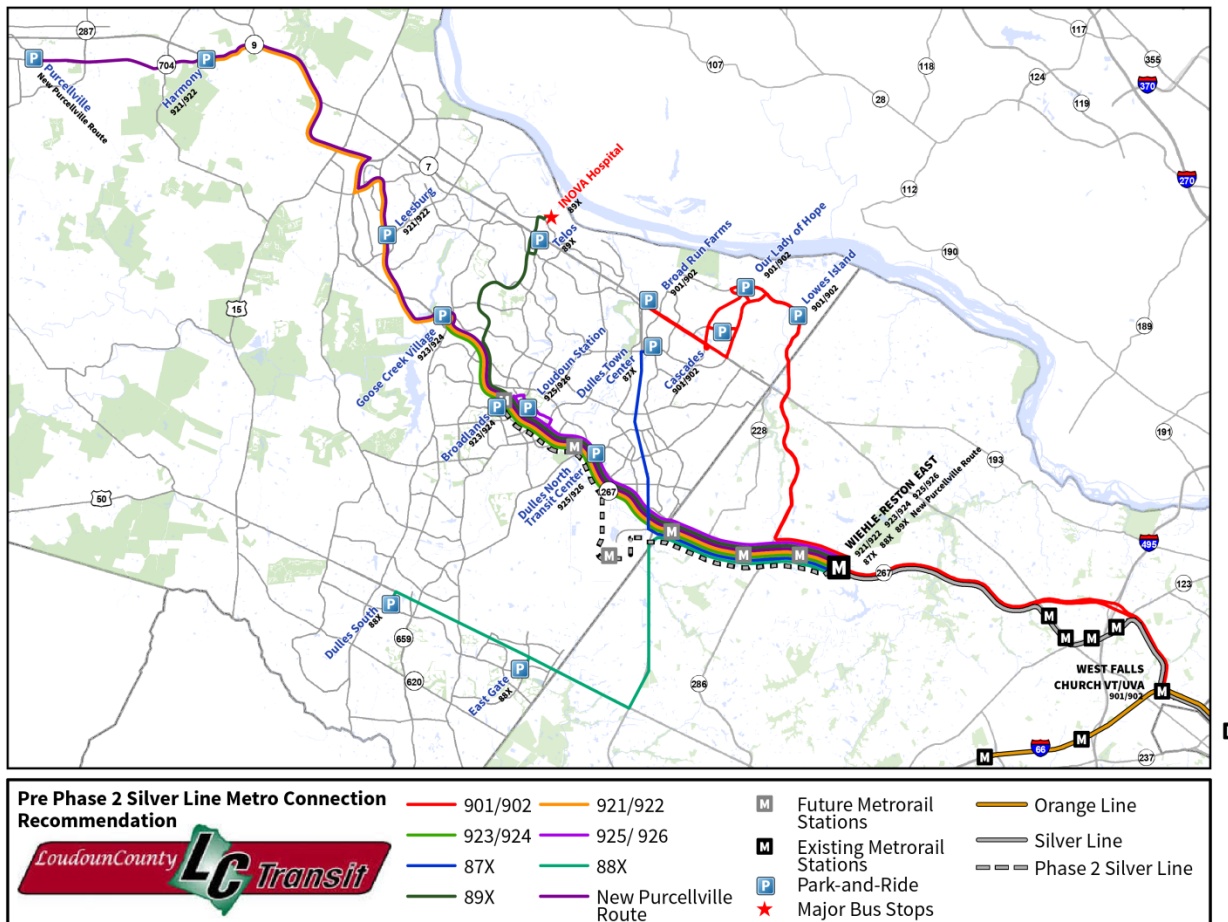 287
9
117
355
704
107
118
370
124
Purcellville
New Purcellville Route
Harmony
921/922
28
119
7
INOVA Hospital
89X
112
270
Leesburg
921/922
Telos
89X
190
Broad Run Farms
901/902
Our Lady of Hope
901/902
Lowes Island
901/902
15
189
Goose Creek Village
923/924
Loudoun Station
925/926
Dulles Town
Center
87X
Cascades
901/902
Broadlands
923/924
228
191
193
50
Dulles North
Transit Center
925/926
267
WIEHLE-RESTON EAST
921/922 923/924 925/926
87X 88X 89X New Purcellville Route
495
267
123
Dulles South
88X
659
620
East Gate
88X
286
WEST FALLS
CHURCH VT/UVA
901/902
66
237
Pre Phase 2 Silver Line Metro Connection
Recommendation
LoudounCounty
LC Transit
901/902
921/922
923/924
925/ 926
87X
88X
89X
New Purcellville
Route
M Future Metrorail
Stations
M Existing Metrorail
Stations
P Park-and-Ride
Major Bus Stops
Orange Line
Silver Line
Phase 2 Silver Line